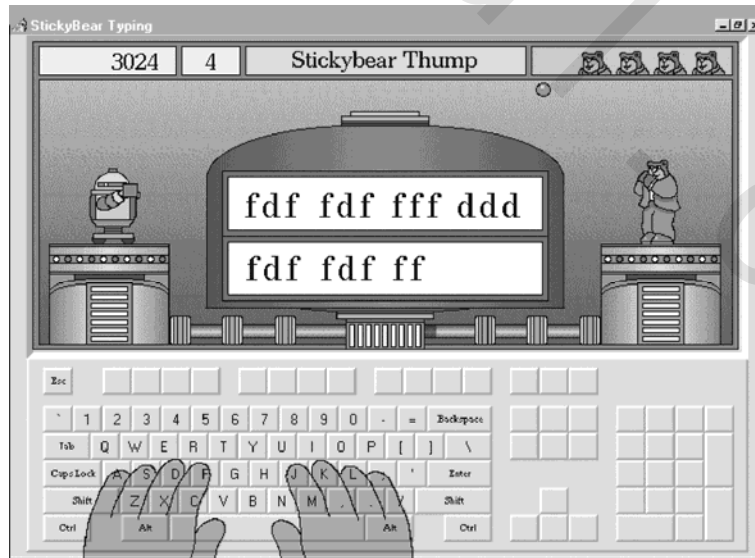 StickyBear Typing
3024 4 Stickybear Thump
fdf fdf fff ddd
fdf fdf ff
Esc
` 1 2 3 4 5 6 7 8 9 0 - = Backspace
Tab Q W E R T Y U I O P [ ] \
Caps Lock A S D F G H J K L ; ' Enter
Shift Z X C V B N M , . / Shift
Ctrl Alt Alt Ctrl